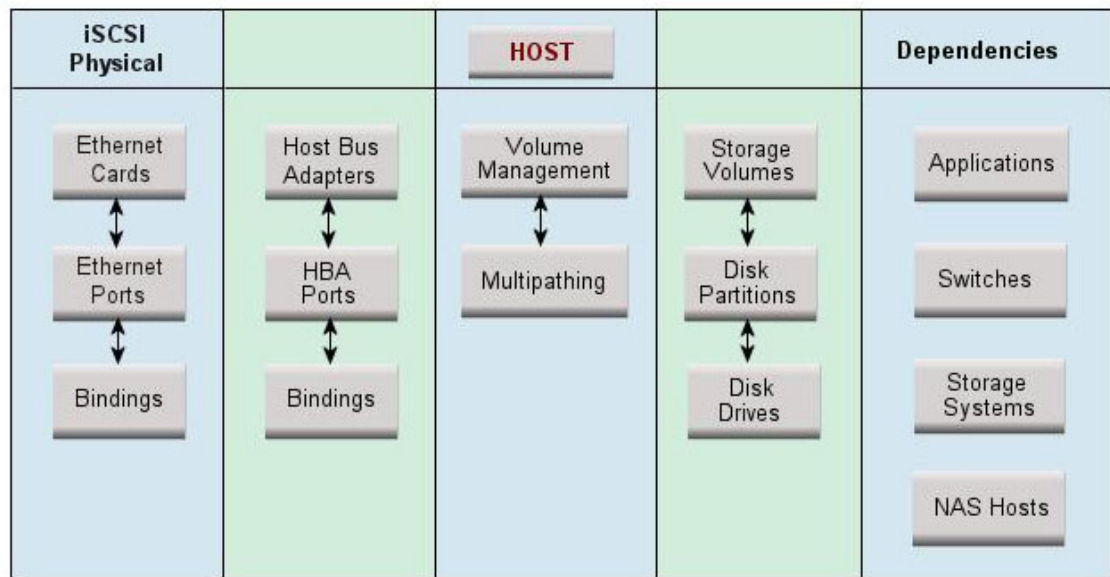 iSCSI
Physical
HOST
Dependencies
Ethernet
Cards
Host Bus
Adapters
Volume
Management
Storage
Volumes
Applications
Ethernet
Ports
HBA
Ports
Multipathing
Disk
Partitions
Switches
Bindings
Bindings
Disk
Drives
Storage
Systems
NAS Hosts